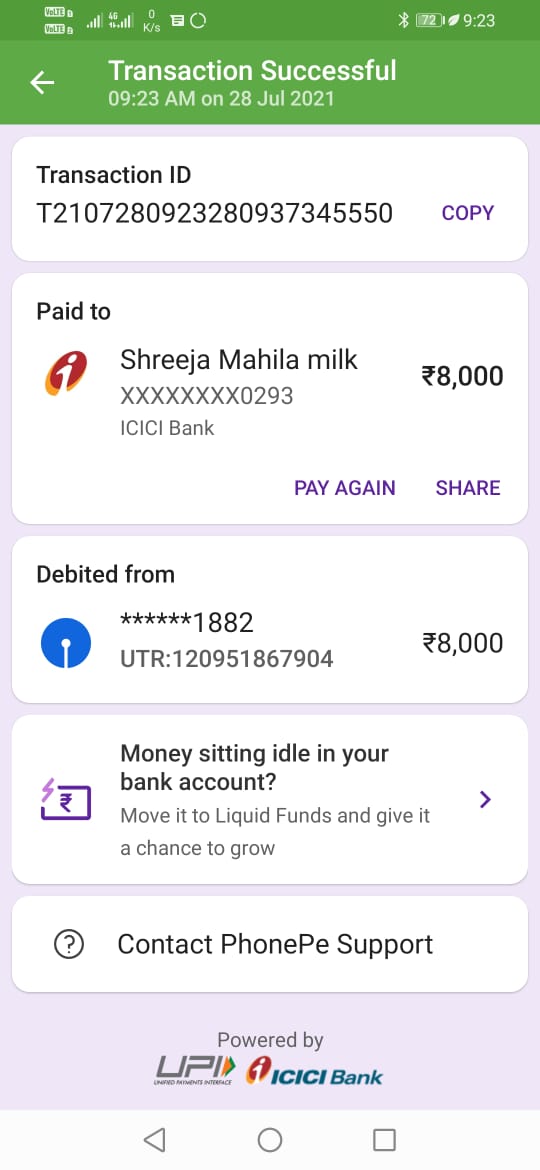 VoLTE 1
VoLTE 2
4G
0
K/s
72
9:23
Transaction Successful
09:23 AM on 28 Jul 2021
Transaction ID
T2107280923280937345550
COPY
Paid to
Shreeja Mahila milk
₹8,000
XXXXXXXX0293
ICICI Bank
PAY AGAIN
SHARE
Debited from
******1882
₹8,000
UTR:120951867904
Money sitting idle in your
bank account?
Move it to Liquid Funds and give it
a chance to grow
Contact PhonePe Support
Powered by
UPI
UNIFIED PAYMENTS INTERFACE
ICICI Bank